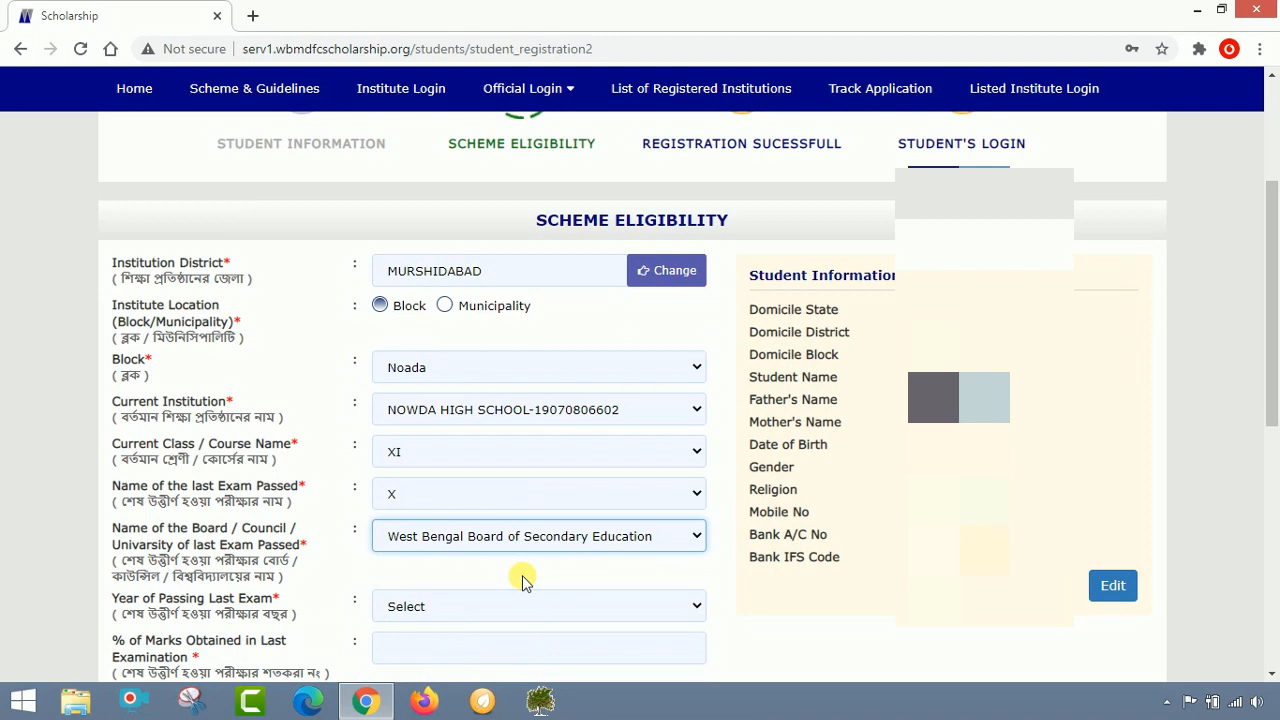 Scholarship
Not secure
serv1.wbmdfcscholarship.org/students/student_registration2
Home
Scheme & Guidelines
Institute Login
Official Login
List of Registered Institutions
Track Application
Listed Institute Login
STUDENT INFORMATION
SCHEME ELIGIBILITY
REGISTRATION SUCESSFULL
STUDENT'S LOGIN
SCHEME ELIGIBILITY
Institution District* :
( শিক্ষা প্রতিষ্ঠানের জেলা )
MURSHIDABAD
Change
Institute Location :
(Block/Municipality)*
( ব্লক / মিউনিসিপালিটি )
Block
Municipality
Block* :
( ব্লক )
Noada
Current Institution* :
( বর্তমান শিক্ষা প্রতিষ্ঠানের নাম )
NOWDA HIGH SCHOOL-19070806602
Current Class / Course Name* :
( বর্তমান শ্রেণী / কোর্সের নাম )
XI
Name of the last Exam Passed* :
( শেষ উত্তীর্ণ হওয়া পরীক্ষার নাম )
X
Name of the Board / Council / :
Univarsity of last Exam Passed*
( শেষ উত্তীর্ণ হওয়া পরীক্ষার বোর্ড /
কাউন্সিল / বিশ্ববিদ্যালয়ের নাম )
West Bengal Board of Secondary Education
Year of Passing Last Exam* :
( শেষ উত্তীর্ণ হওয়া পরীক্ষার বছর )
Select
% of Marks Obtained in Last :
Examination *
( শেষ উত্তীর্ণ হওয়া পরীক্ষার শতকরা নং )
Student Information
Domicile State
Domicile District
Domicile Block
Student Name
Father's Name
Mother's Name
Date of Birth
Gender
Religion
Mobile No
Bank A/C No
Bank IFS Code
Edit